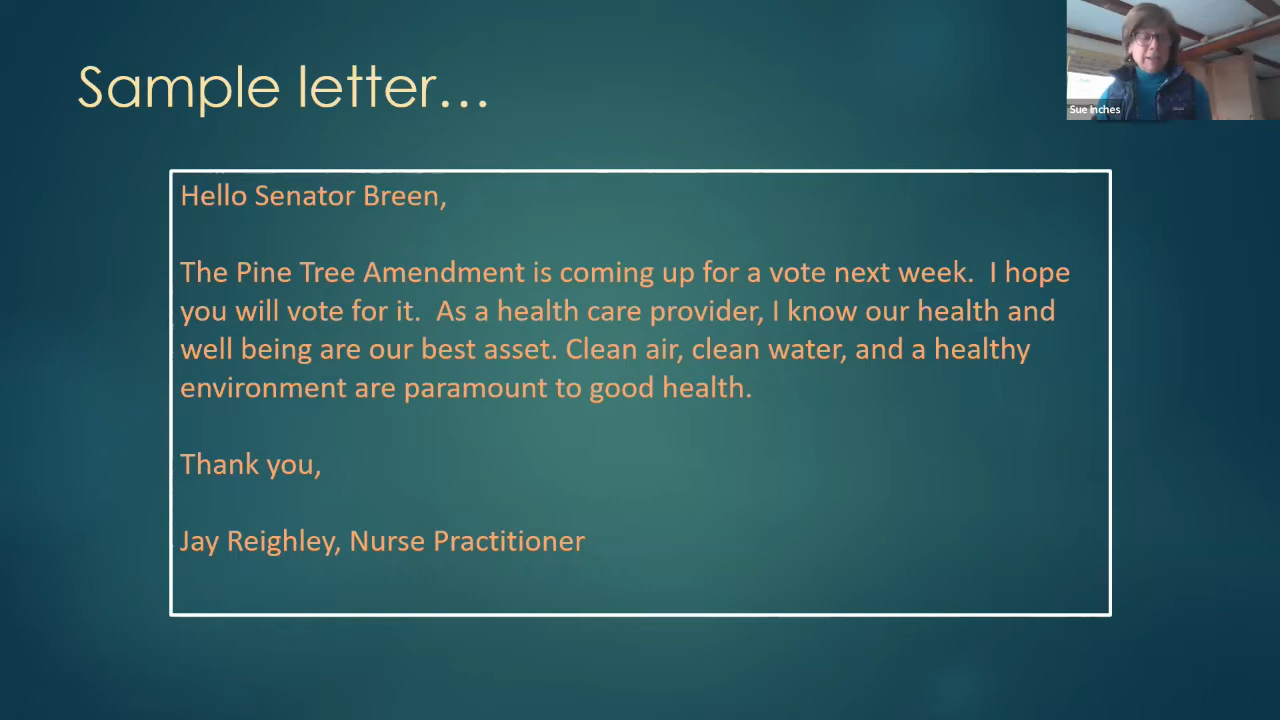 Sample letter...
Sue Inches
Hello Senator Breen,
The Pine Tree Amendment is coming up for a vote next week.  I hope
you will vote for it.  As a health care provider, I know our health and
well being are our best asset. Clean air, clean water, and a healthy
environment are paramount to good health.
Thank you,
Jay Reighley, Nurse Practitioner